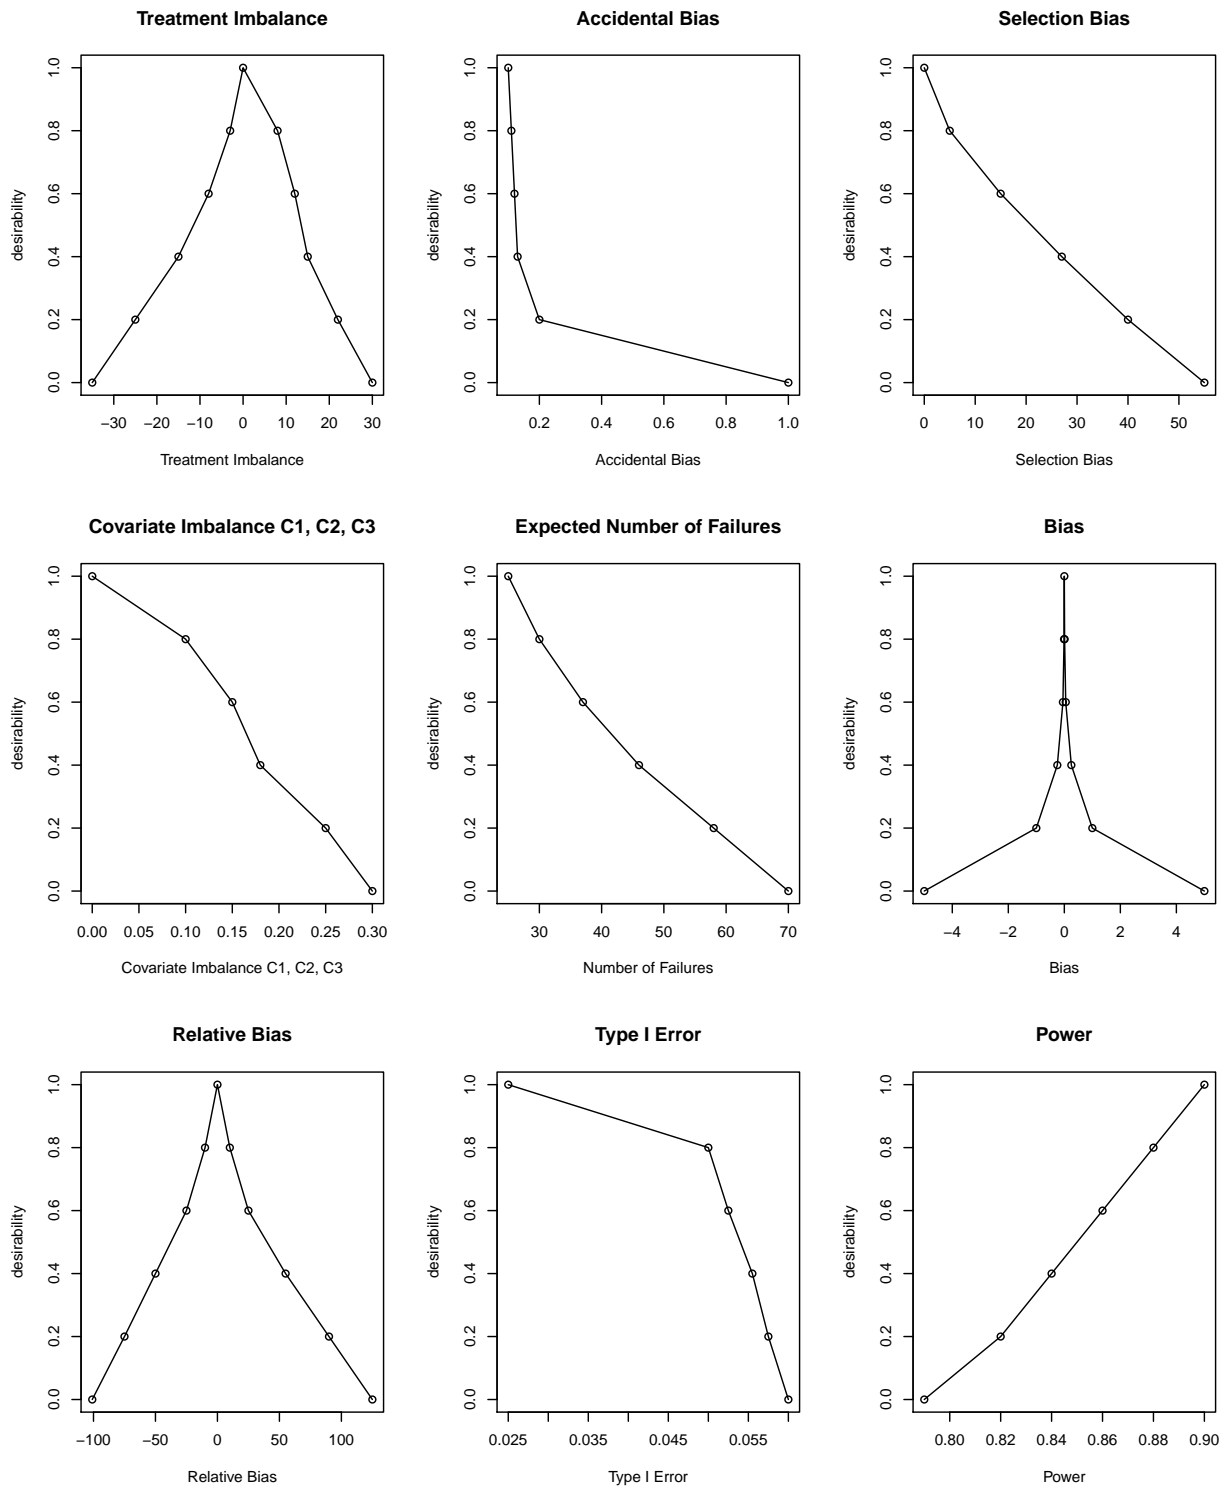 Treatment Imbalance
desirability
1.0
0.8
0.6
0.4
0.2
0.0
−30 −20 −10 0 10 20 30
Treatment Imbalance
Accidental Bias
desirability
1.0
0.8
0.6
0.4
0.2
0.0
0.2 0.4 0.6 0.8 1.0
Accidental Bias
Selection Bias
desirability
1.0
0.8
0.6
0.4
0.2
0.0
0 10 20 30 40 50
Selection Bias
Covariate Imbalance C1, C2, C3
desirability
1.0
0.8
0.6
0.4
0.2
0.0
0.00 0.05 0.10 0.15 0.20 0.25 0.30
Covariate Imbalance C1, C2, C3
Expected Number of Failures
desirability
1.0
0.8
0.6
0.4
0.2
0.0
30 40 50 60 70
Number of Failures
Bias
desirability
1.0
0.8
0.6
0.4
0.2
0.0
−4 −2 0 2 4
Bias
Relative Bias
desirability
1.0
0.8
0.6
0.4
0.2
0.0
−100 −50 0 50 100
Relative Bias
Type I Error
desirability
1.0
0.8
0.6
0.4
0.2
0.0
0.025 0.035 0.045 0.055
Type I Error
Power
desirability
1.0
0.8
0.6
0.4
0.2
0.0
0.80 0.82 0.84 0.86 0.88 0.90
Power